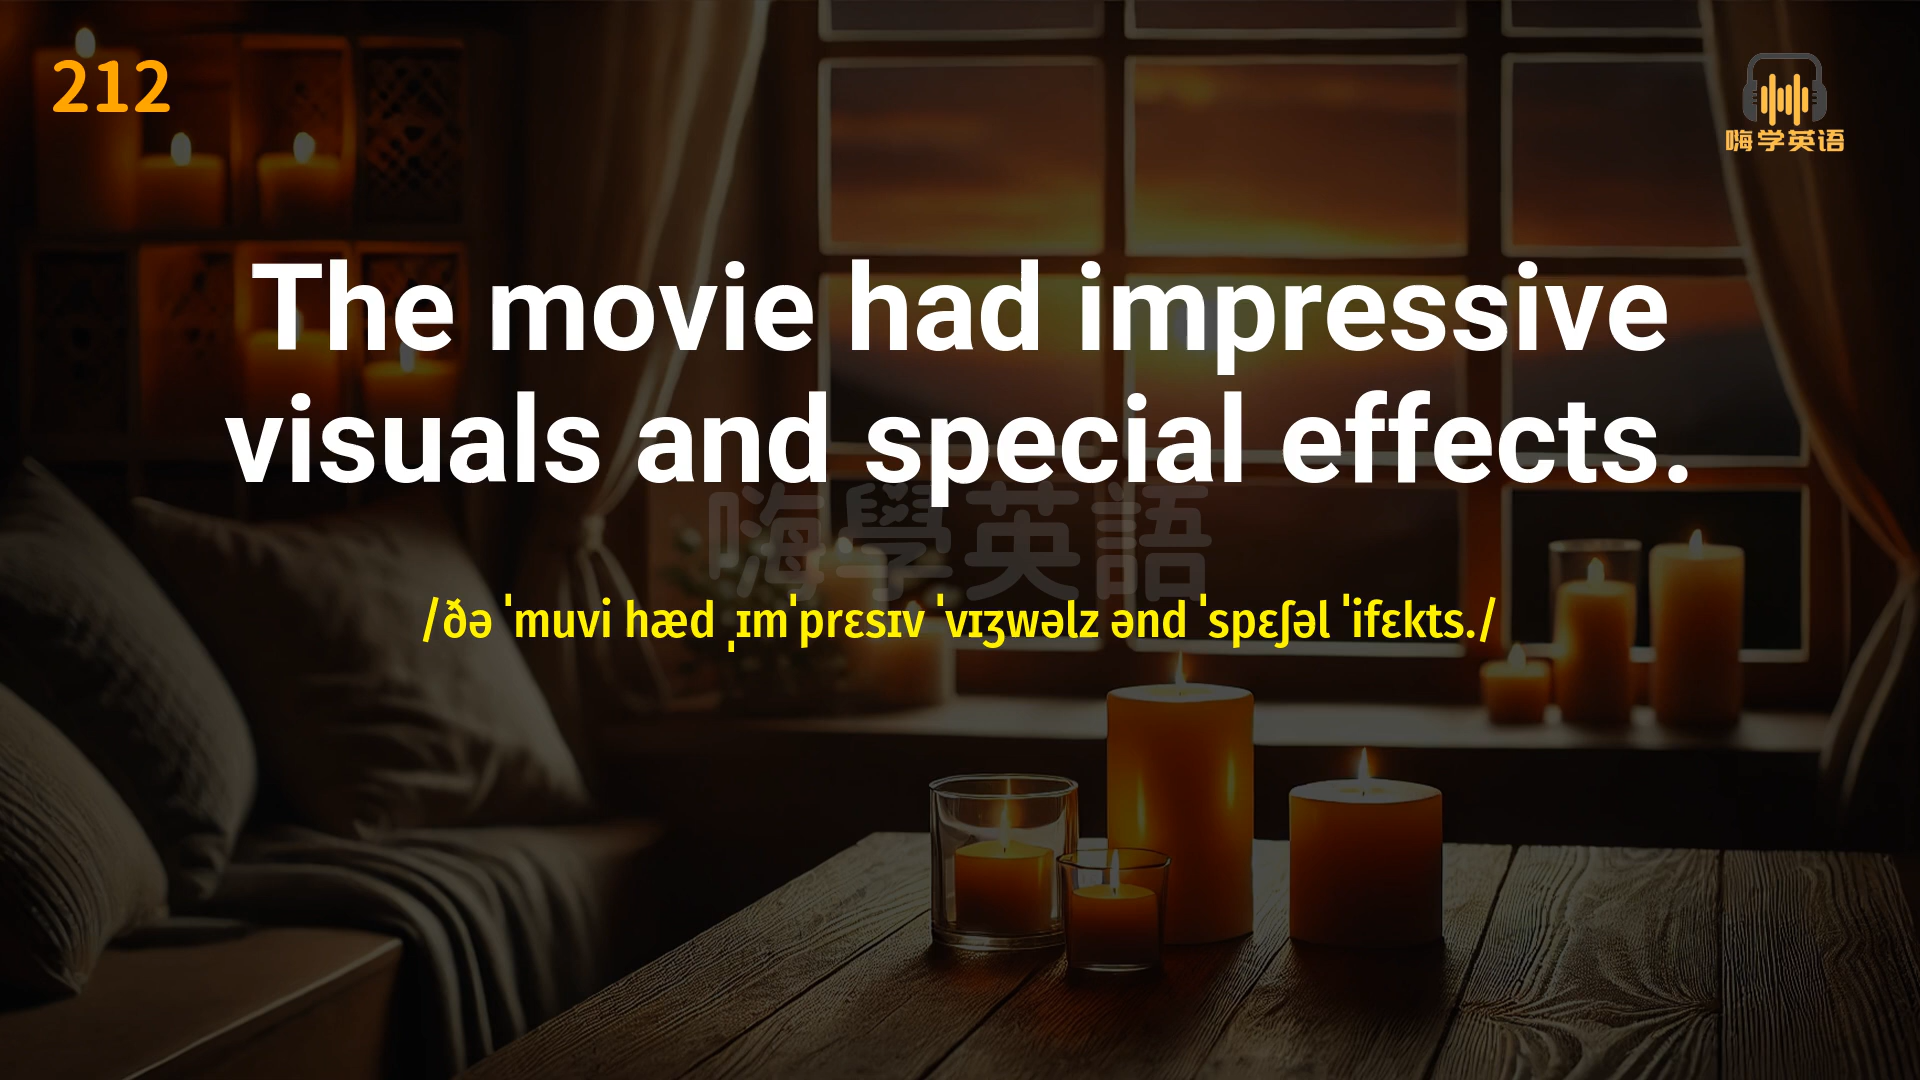 212
嗨学英语
The movie had impressive
visuals and special effects.
嗨學英語
/ðə ˈmuvi hæd ˌɪmˈprɛsɪv ˈvɪʒwəlz ənd ˈspɛʃəl ˈifɛkts./